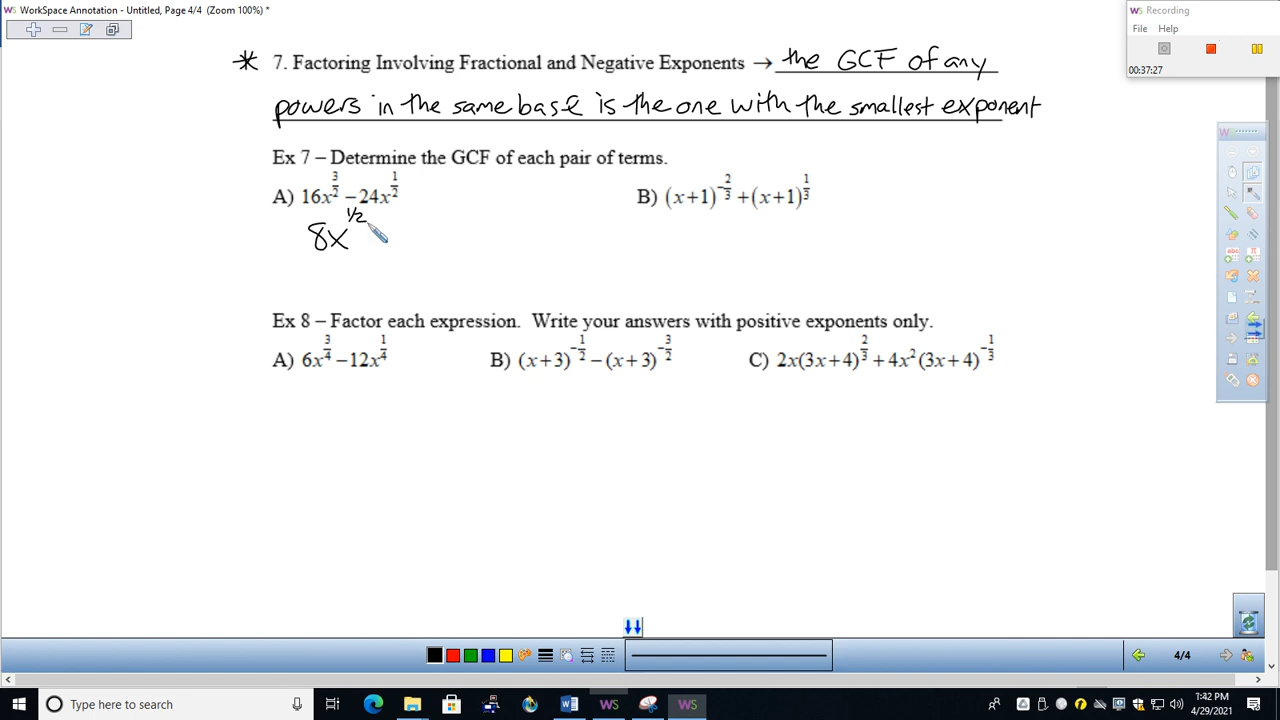 WorkSpace Annotation - Untitled, Page 4/4 (Zoom 100%) *
WS Recording
File Help
00:37:27
* 7. Factoring Involving Fractional and Negative Exponents → the GCF of any
powers in the same base is the one with the smallest exponent
Ex 7 – Determine the GCF of each pair of terms.
A) 16x^{3/2} − 24x^{1/2} B) (x+1)^{-2/3} + (x+1)^{1/3}
8x^{1/2}
Ex 8 – Factor each expression. Write your answers with positive exponents only.
A) 6x^{3/4} − 12x^{1/4} B) (x+3)^{-1/2} − (x+3)^{-3/2} C) 2x(3x+4)^{2/3} + 4x²(3x+4)^{-1/3}
4/4
Type here to search
7:42 PM
4/29/2021